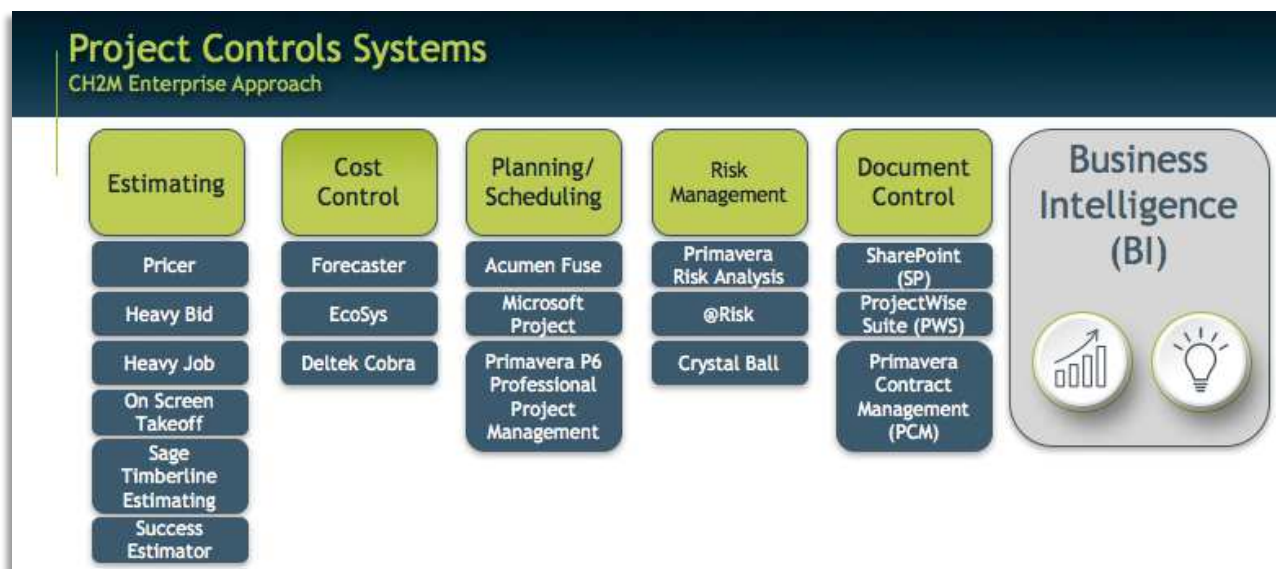 Project Controls Systems
CH2M Enterprise Approach
Estimating
Pricer
Heavy Bid
Heavy Job
On Screen
Takeoff
Sage
Timberline
Estimating
Success
Estimator
Cost
Control
Forecaster
EcoSys
Deltek Cobra
Planning/
Scheduling
Acumen Fuse
Microsoft
Project
Primavera P6
Professional
Project
Management
Risk
Management
Primavera
Risk Analysis
@Risk
Crystal Ball
Document
Control
SharePoint
(SP)
ProjectWise
Suite (PWS)
Primavera
Contract
Management
(PCM)
Business
Intelligence
(BI)